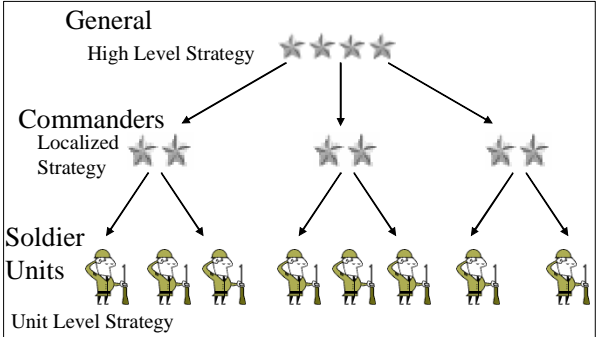 General
High Level Strategy
Commanders
Localized
Strategy
Soldier
Units
Unit Level Strategy